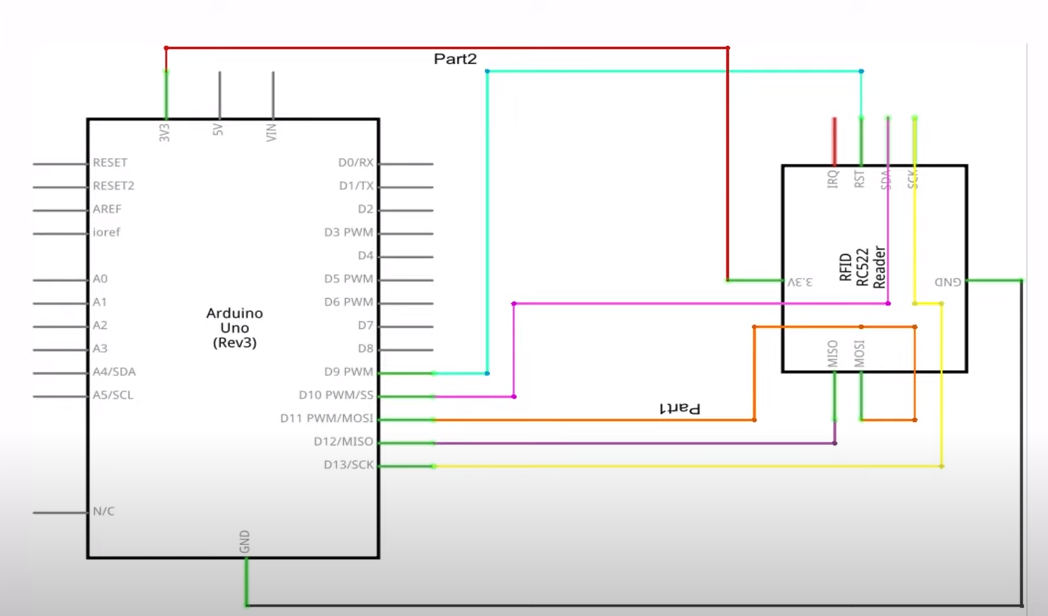 Part2
3V3
5V
VIN
RESET
RESET2
AREF
ioref
A0
A1
A2
A3
A4/SDA
A5/SCL
N/C
Arduino
Uno
(Rev3)
D0/RX
D1/TX
D2
D3 PWM
D4
D5 PWM
D6 PWM
D7
D8
D9 PWM
D10 PWM/SS
D11 PWM/MOSI
D12/MISO
D13/SCK
GND
Part1
IRQ
RST
SDA
SCK
RFID
RC522
Reader
3.3V
GND
MISO
MOSI